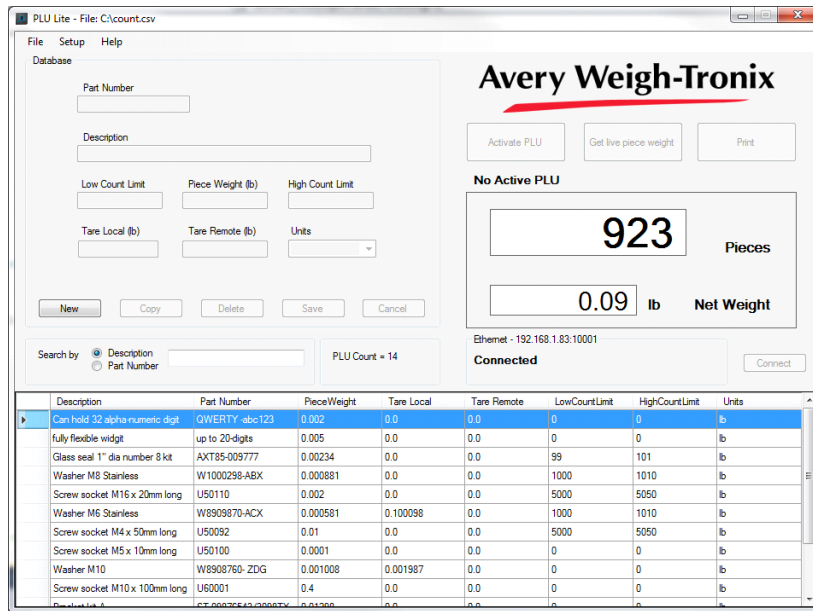 PLU Lite - File: C:\count.csv
File Setup Help
Database
Part Number
Description
Low Count Limit Piece Weight (lb) High Count Limit
Tare Local (lb) Tare Remote (lb) Units
New Copy Delete Save Cancel
Avery Weigh-Tronix
Activate PLU Get live piece weight Print
No Active PLU
923 Pieces
0.09 lb Net Weight
Search by Description
Part Number
PLU Count = 14
Ethernet - 192.168.1.83:10001
Connected
Connect
Description Part Number PieceWeight Tare Local Tare Remote LowCountLimit HighCountLimit Units
Can hold 32 alpha-numeric digit QWERTY -abc123 0.002 0.0 0.0 0 0 lb
fully flexible widgit up to 20-digits 0.005 0.0 0.0 0 0 lb
Glass seal 1" dia number 8 kit AXT85-009777 0.00234 0.0 0.0 99 101 lb
Washer M8 Stainless W1000298-ABX 0.000881 0.0 0.0 1000 1010 lb
Screw socket M16 x 20mm long U50110 0.002 0.0 0.0 5000 5050 lb
Washer M6 Stainless W8909870-ACX 0.000581 0.100098 0.0 1000 1010 lb
Screw socket M4 x 50mm long U50092 0.01 0.0 0.0 5000 5050 lb
Screw socket M5 x 10mm long U50100 0.0001 0.0 0.0 0 0 lb
Washer M10 W8908760- ZDG 0.001008 0.001987 0.0 0 0 lb
Screw socket M10 x 100mm long U60001 0.4 0.0 0.0 0 0 lb